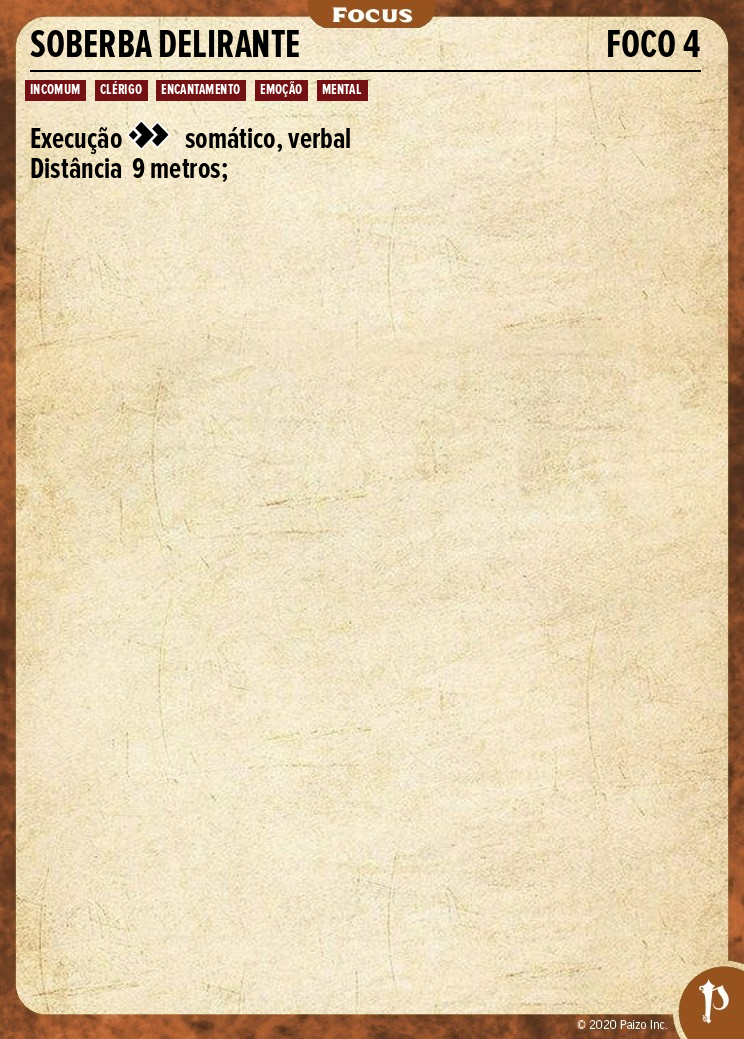 Focus
SOBERBA DELIRANTE FOCO 4
INCOMUM CLÉRIGO ENCANTAMENTO EMOÇÃO MENTAL
Execução somático, verbal
Distância 9 metros;
© 2020 Paizo Inc.